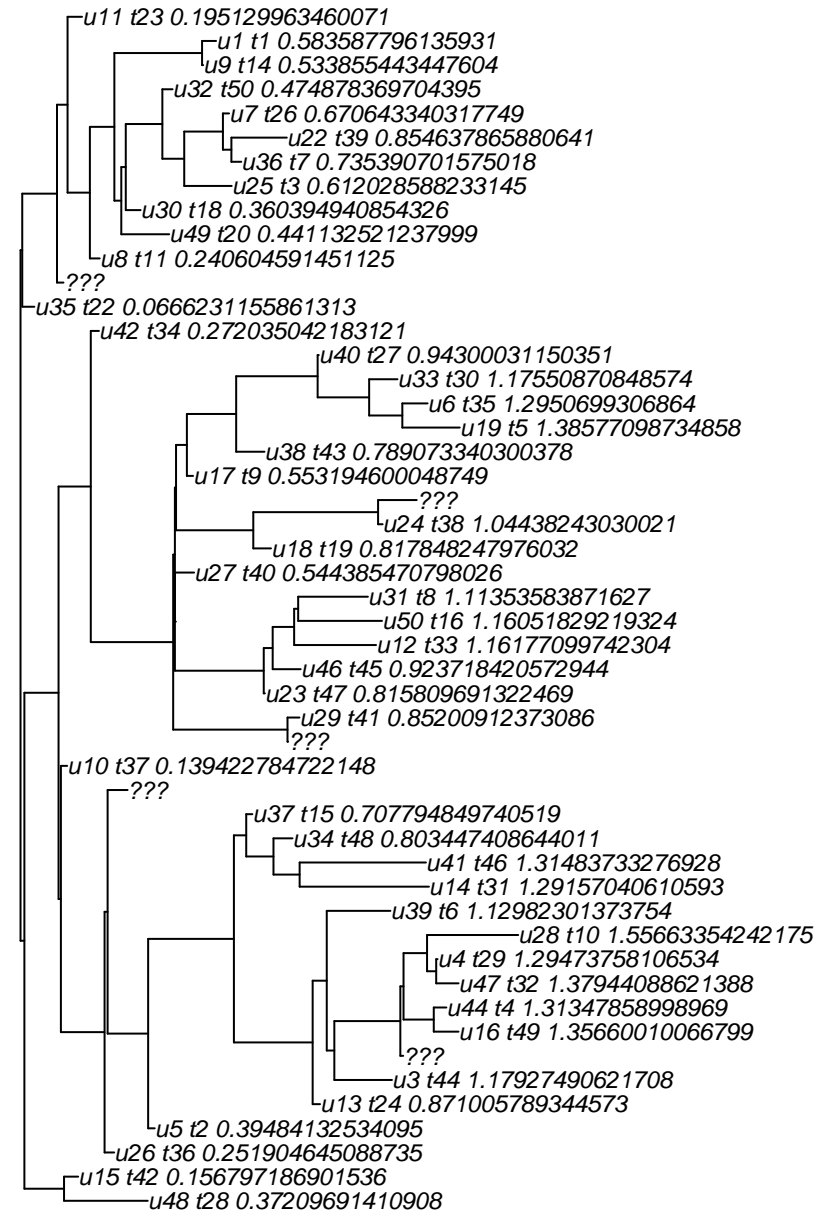 u11 t23 0.195129963460071
u1 t1 0.583587796135931
u9 t14 0.533855443447604
u32 t50 0.474878369704395
u7 t26 0.670643340317749
u22 t39 0.854637865880641
u36 t7 0.735390701575018
u25 t3 0.612028588233145
u30 t18 0.360394940854326
u49 t20 0.441132521237999
u8 t11 0.240604591451125
???
u35 t22 0.0666231155861313
u42 t34 0.272035042183121
u40 t27 0.94300031150351
u33 t30 1.17550870848574
u6 t35 1.2950699306864
u19 t5 1.38577098734858
u38 t43 0.789073340300378
u17 t9 0.553194600048749
???
u24 t38 1.04438243030021
u18 t19 0.817848247976032
u27 t40 0.544385470798026
u31 t8 1.11353583871627
u50 t16 1.16051829219324
u12 t33 1.16177099742304
u46 t45 0.923718420572944
u23 t47 0.815809691322469
u29 t41 0.85200912373086
???
u10 t37 0.139422784722148
???
u37 t15 0.707794849740519
u34 t48 0.803447408644011
u41 t46 1.31483733276928
u14 t31 1.29157040610593
u39 t6 1.12982301373754
u28 t10 1.55663354242175
u4 t29 1.29473758106534
u47 t32 1.37944088621388
u44 t4 1.31347858998969
u16 t49 1.35660010066799
???
u3 t44 1.17927490621708
u13 t24 0.871005789344573
u5 t2 0.39484132534095
u26 t36 0.251904645088735
u15 t42 0.156797186901536
u48 t28 0.37209691410908